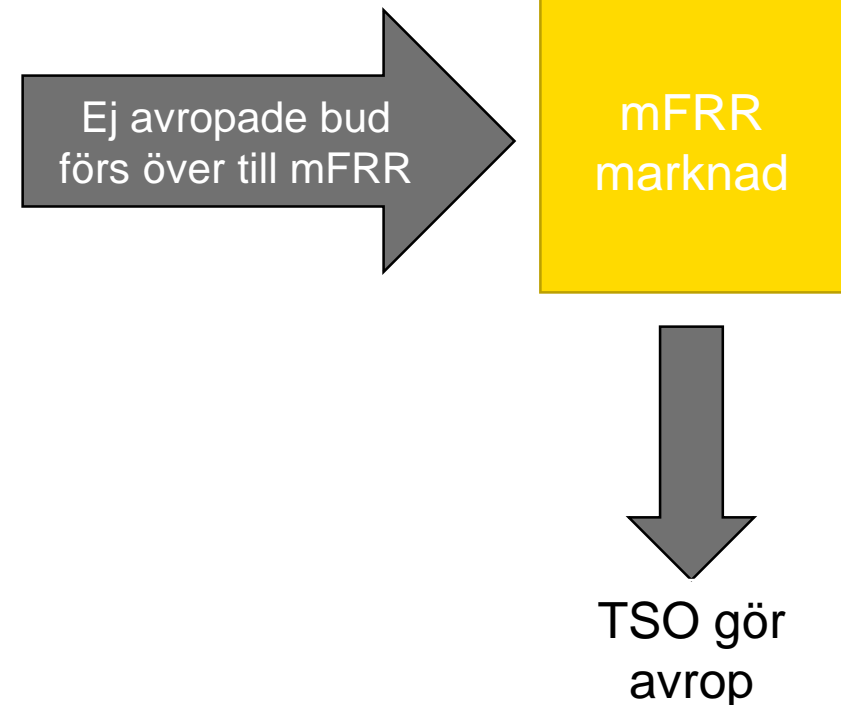 Ej avropade bud
förs över till mFRR
mFRR
marknad
TSO gör
avrop